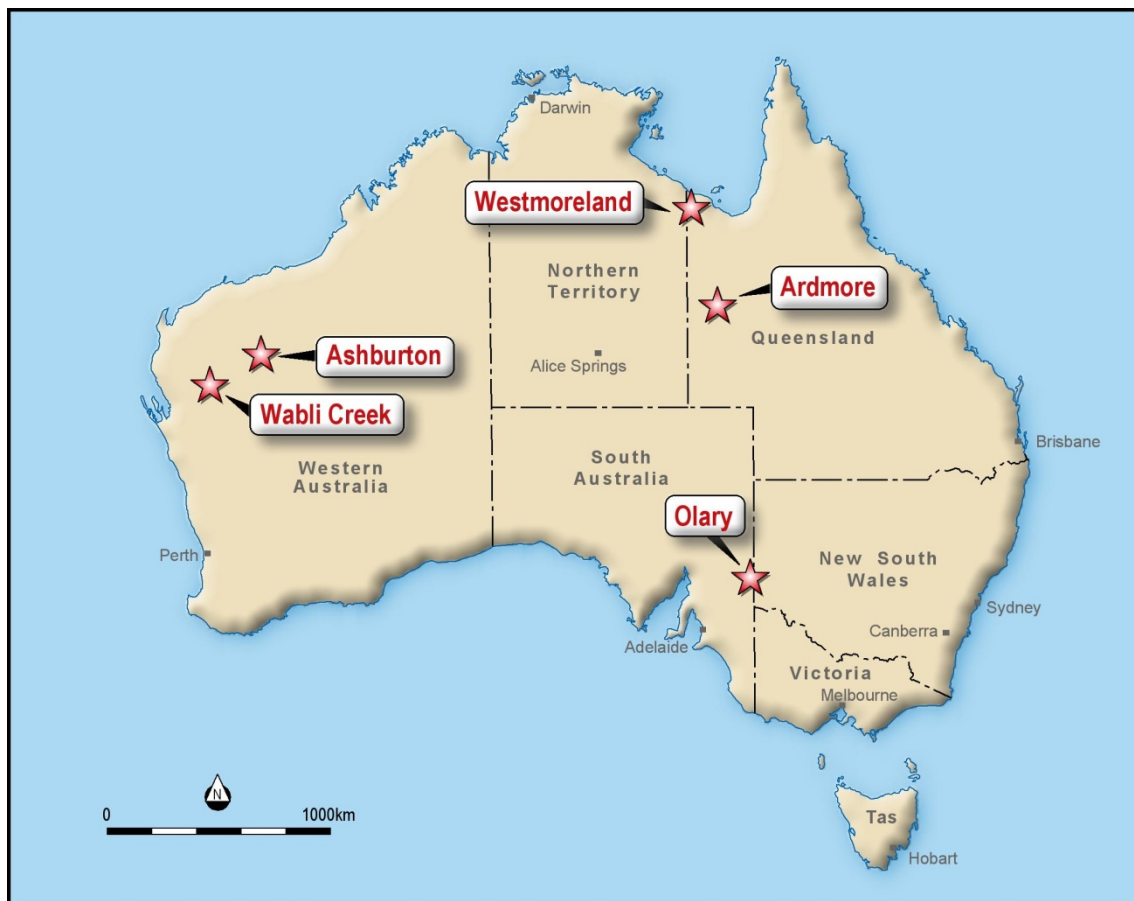 Darwin
Westmoreland
Northern
Territory
Ardmore
Queensland
Ashburton
Alice Springs
Wabli Creek
Brisbane
Western
Australia
South
Australia
Olary
Perth
New South
Wales
Sydney
Adelaide
Canberra
Victoria
Melbourne
N
0 1000km
Tas
Hobart